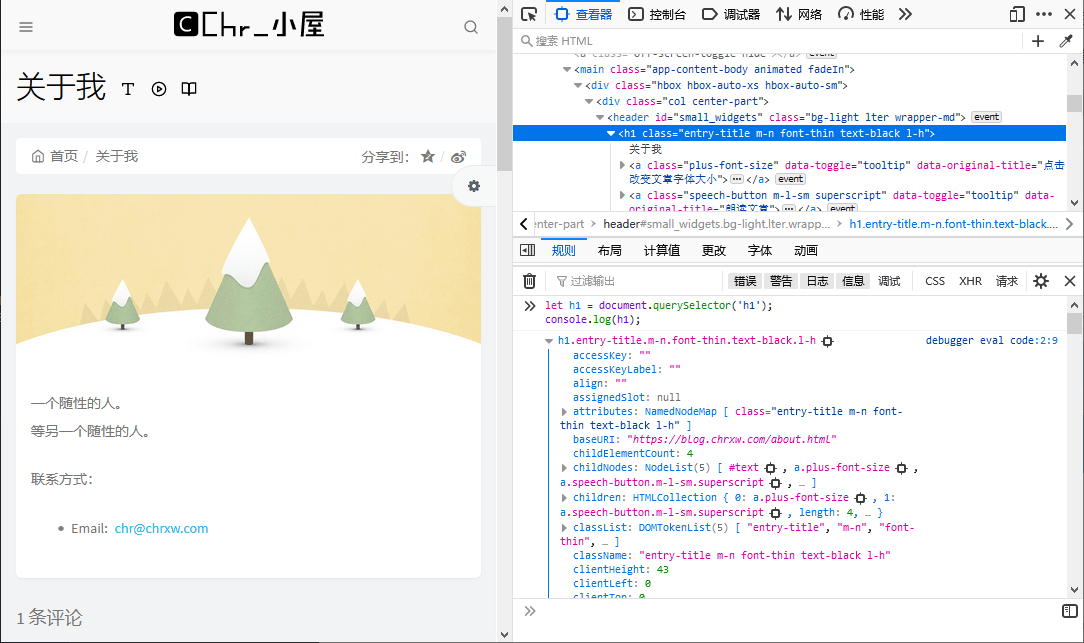 Chr_小屋
关于我
首页 / 关于我
分享到：
一个随性的人。
等另一个随性的人。
联系方式：
Email: chr@chrxw.com
1 条评论
查看器 控制台 调试器 网络 性能
搜索 HTML
<main class="app-content-body animated fadeIn">
<div class="hbox hbox-auto-xs hbox-auto-sm">
<div class="col center-part">
<header id="small_widgets" class="bg-light lter wrapper-md"> event
<h1 class="entry-title m-n font-thin text-black l-h">
关于我
<a class="plus-font-size" data-toggle="tooltip" data-original-title="点击
改变文章字体大小">…</a> event
<a class="speech-button m-l-sm superscript" data-toggle="tooltip" data-
original-title="朗读文章">…</a> event
enter-part header#small_widgets.bg-light.lter.wrapp... h1.entry-title.m-n.font-thin.text-black....
规则 布局 计算值 更改 字体 动画
过滤输出 错误 警告 日志 信息 调试 CSS XHR 请求
let h1 = document.querySelector('h1');
console.log(h1);
h1.entry-title.m-n.font-thin.text-black.l-h debugger eval code:2:9
accessKey: ""
accessKeyLabel: ""
align: ""
assignedSlot: null
attributes: NamedNodeMap [ class="entry-title m-n font-
thin text-black l-h" ]
baseURI: "https://blog.chrxw.com/about.html"
childElementCount: 4
childNodes: NodeList(5) [ #text , a.plus-font-size ,
a.speech-button.m-l-sm.superscript , … ]
children: HTMLCollection { 0: a.plus-font-size , 1:
a.speech-button.m-l-sm.superscript , length: 4, … }
classList: DOMTokenList(5) [ "entry-title", "m-n", "font-
thin", … ]
className: "entry-title m-n font-thin text-black l-h"
clientHeight: 43
clientLeft: 0
clientTop: 0